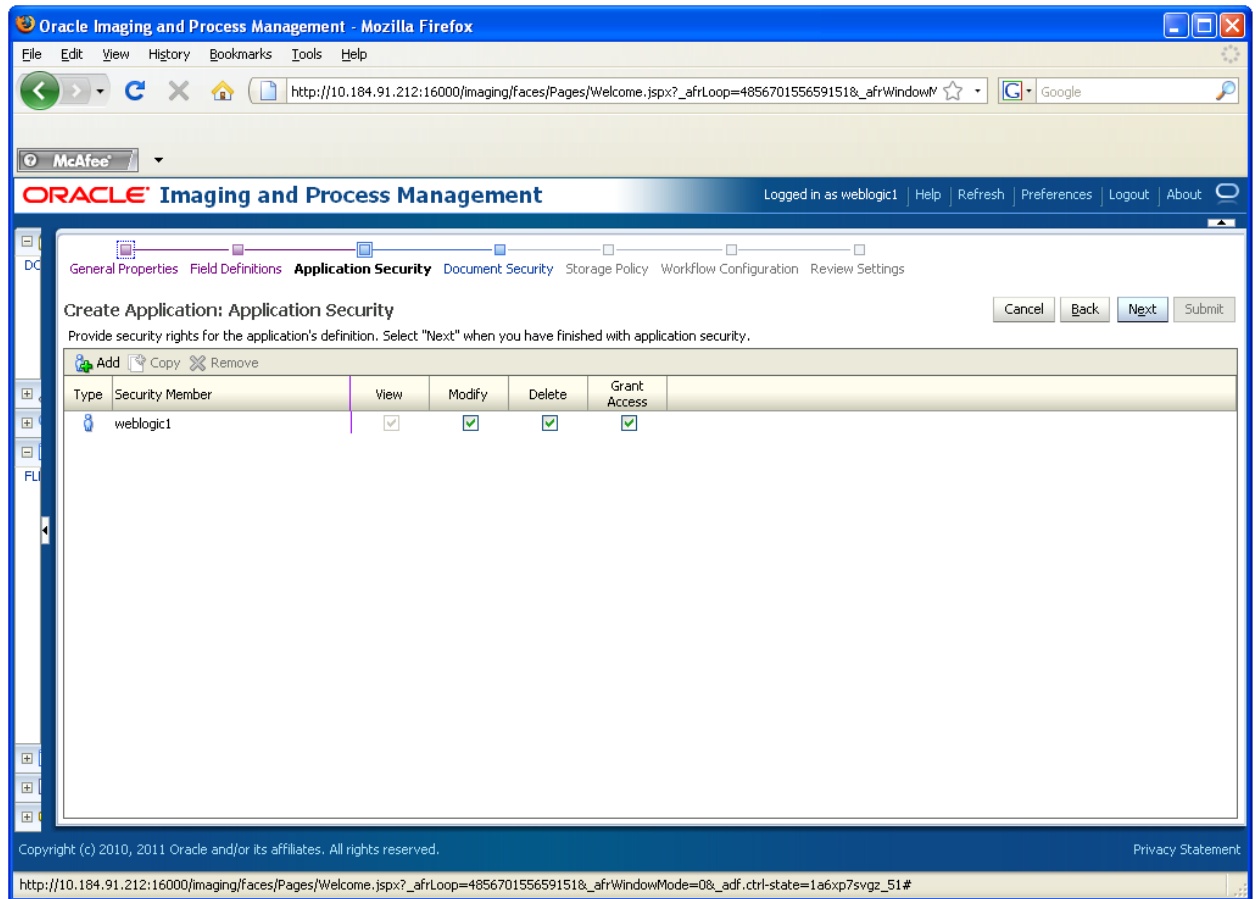 Oracle Imaging and Process Management - Mozilla Firefox
File Edit View History Bookmarks Tools Help
http://10.184.91.212:16000/imaging/faces/Pages/Welcome.jspx?_afrLoop=4856701556559151&_afrWindowM
Google
McAfee
ORACLE Imaging and Process Management
Logged in as weblogic1 | Help | Refresh | Preferences | Logout | About
DC
General Properties Field Definitions Application Security Document Security Storage Policy Workflow Configuration Review Settings
Create Application: Application Security
Cancel Back Next Submit
Provide security rights for the application's definition. Select "Next" when you have finished with application security.
Add Copy Remove
Type Security Member View Modify Delete Grant Access
weblogic1
FLI
Copyright (c) 2010, 2011 Oracle and/or its affiliates. All rights reserved.
Privacy Statement
http://10.184.91.212:16000/imaging/faces/Pages/Welcome.jspx?_afrLoop=4856701556559151&_afrWindowMode=0&_adf.ctrl-state=1a6xp7svgz_51#